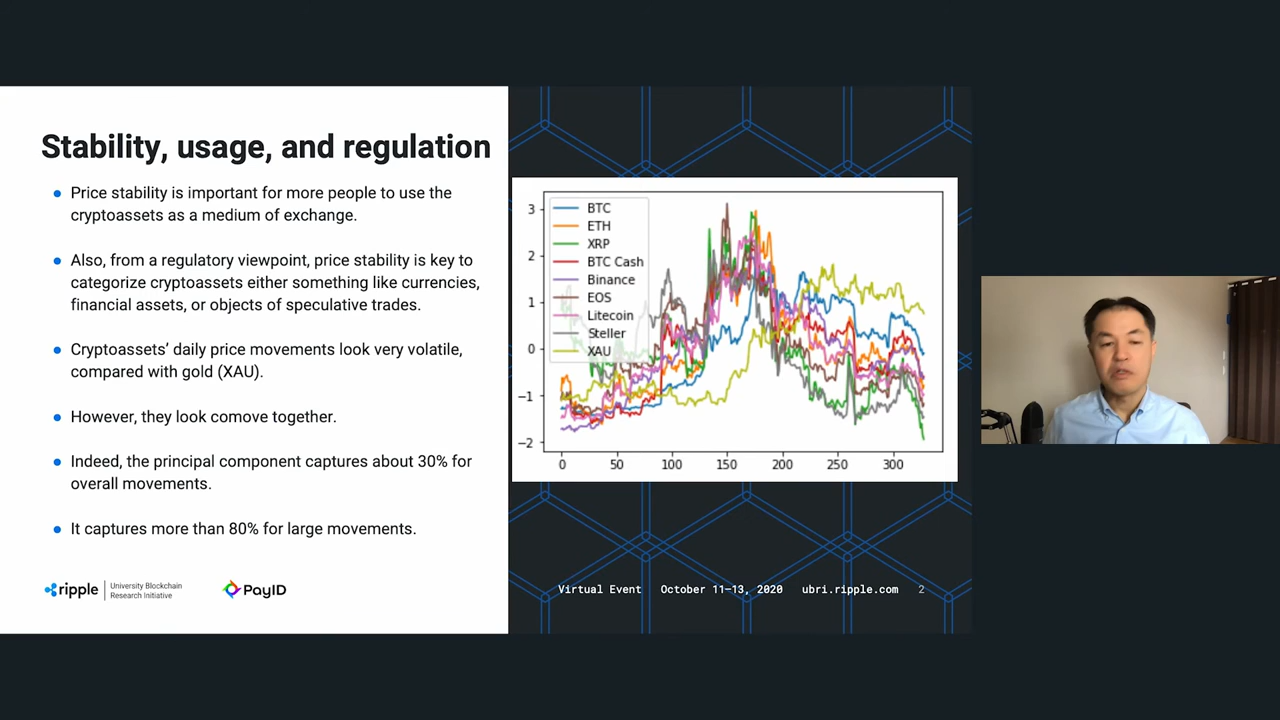 Stability, usage, and regulation
Price stability is important for more people to use the
cryptoassets as a medium of exchange.
Also, from a regulatory viewpoint, price stability is key to
categorize cryptoassets either something like currencies,
financial assets, or objects of speculative trades.
Cryptoassets' daily price movements look very volatile,
compared with gold (XAU).
However, they look comove together.
Indeed, the principal component captures about 30% for
overall movements.
It captures more than 80% for large movements.
ripple
University Blockchain
Research Initiative
PayID
3
2
1
0
−1
−2
BTC
ETH
XRP
BTC Cash
Binance
EOS
Litecoin
Steller
XAU
0 50 100 150 200 250 300
Virtual Event October 11–13, 2020 ubri.ripple.com 2